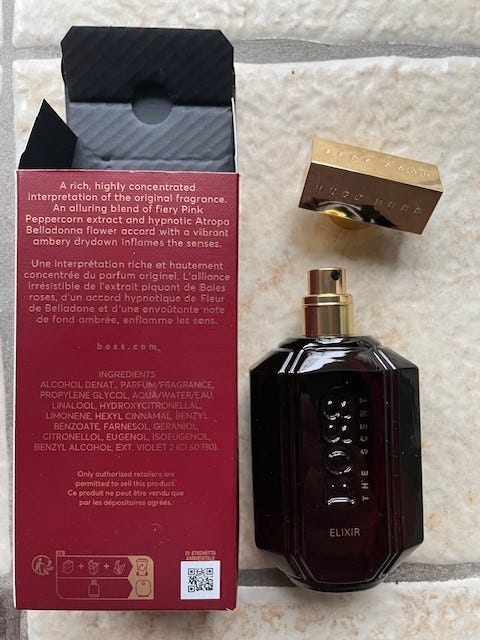 A rich, highly concentrated
interpretation of the original fragrance.
An alluring blend of fiery Pink
Peppercorn extract and hypnotic Atropa
Belladonna flower accord with a vibrant
ambery drydown inflames the senses.
Une interprétation riche et hautement
concentrée du parfum originel. L'alliance
irrésistible de l'extrait piquant de Baies
roses, d'un accord hypnotique de Fleur
de Belladone et d'une envoûtante note
de fond ambrée, enflamme les sens.
boss.com
INGREDIENTS
ALCOHOL DENAT., PARFUM/FRAGRANCE,
PROPYLENE GLYCOL, AQUA/WATER/EAU,
LINALOOL, HYDROXYCITRONELLAL,
LIMONENE, HEXYL CINNAMAL, BENZYL
BENZOATE, FARNESOL, GERANIOL,
CITRONELLOL, EUGENOL, ISOEUGENOL,
BENZYL ALCOHOL, EXT. VIOLET 2 (CI 60730).
Only authorized retailers are
permitted to sell this product.
Ce produit ne peut être vendu que
par les dépositaires agréés.
IT: ETICHETTA
AMBIENTALE
HUGO BOSS
HUGO BOSS
BOSS
THE SCENT
ELIXIR